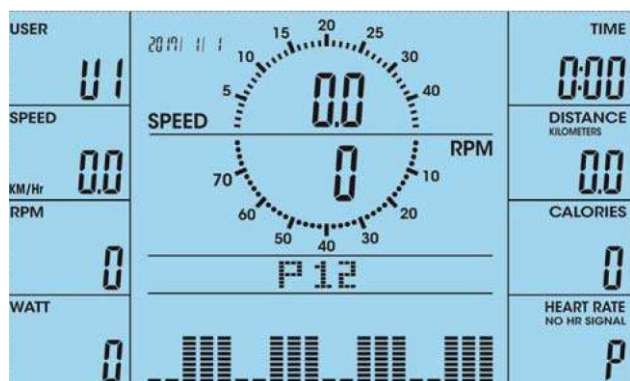 USER
U1
SPEED
KM/Hr 0.0
RPM
0
WATT
0
2017/ 1/ 1
5 10 15 20 25 30 40
0.0
SPEED
RPM
0
70 60 50 40 30 20 10
P12
TIME
0:00
DISTANCE
KILOMETERS
0.0
CALORIES
0
HEART RATE
NO HR SIGNAL
P